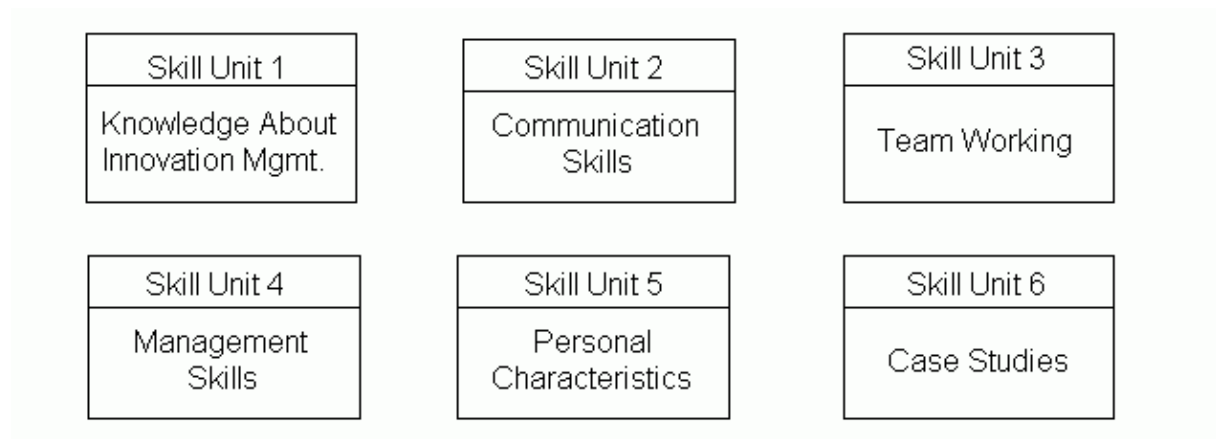 Skill Unit 1
Knowledge About
Innovation Mgmt.
Skill Unit 2
Communication
Skills
Skill Unit 3
Team Working
Skill Unit 4
Management
Skills
Skill Unit 5
Personal
Characteristics
Skill Unit 6
Case Studies